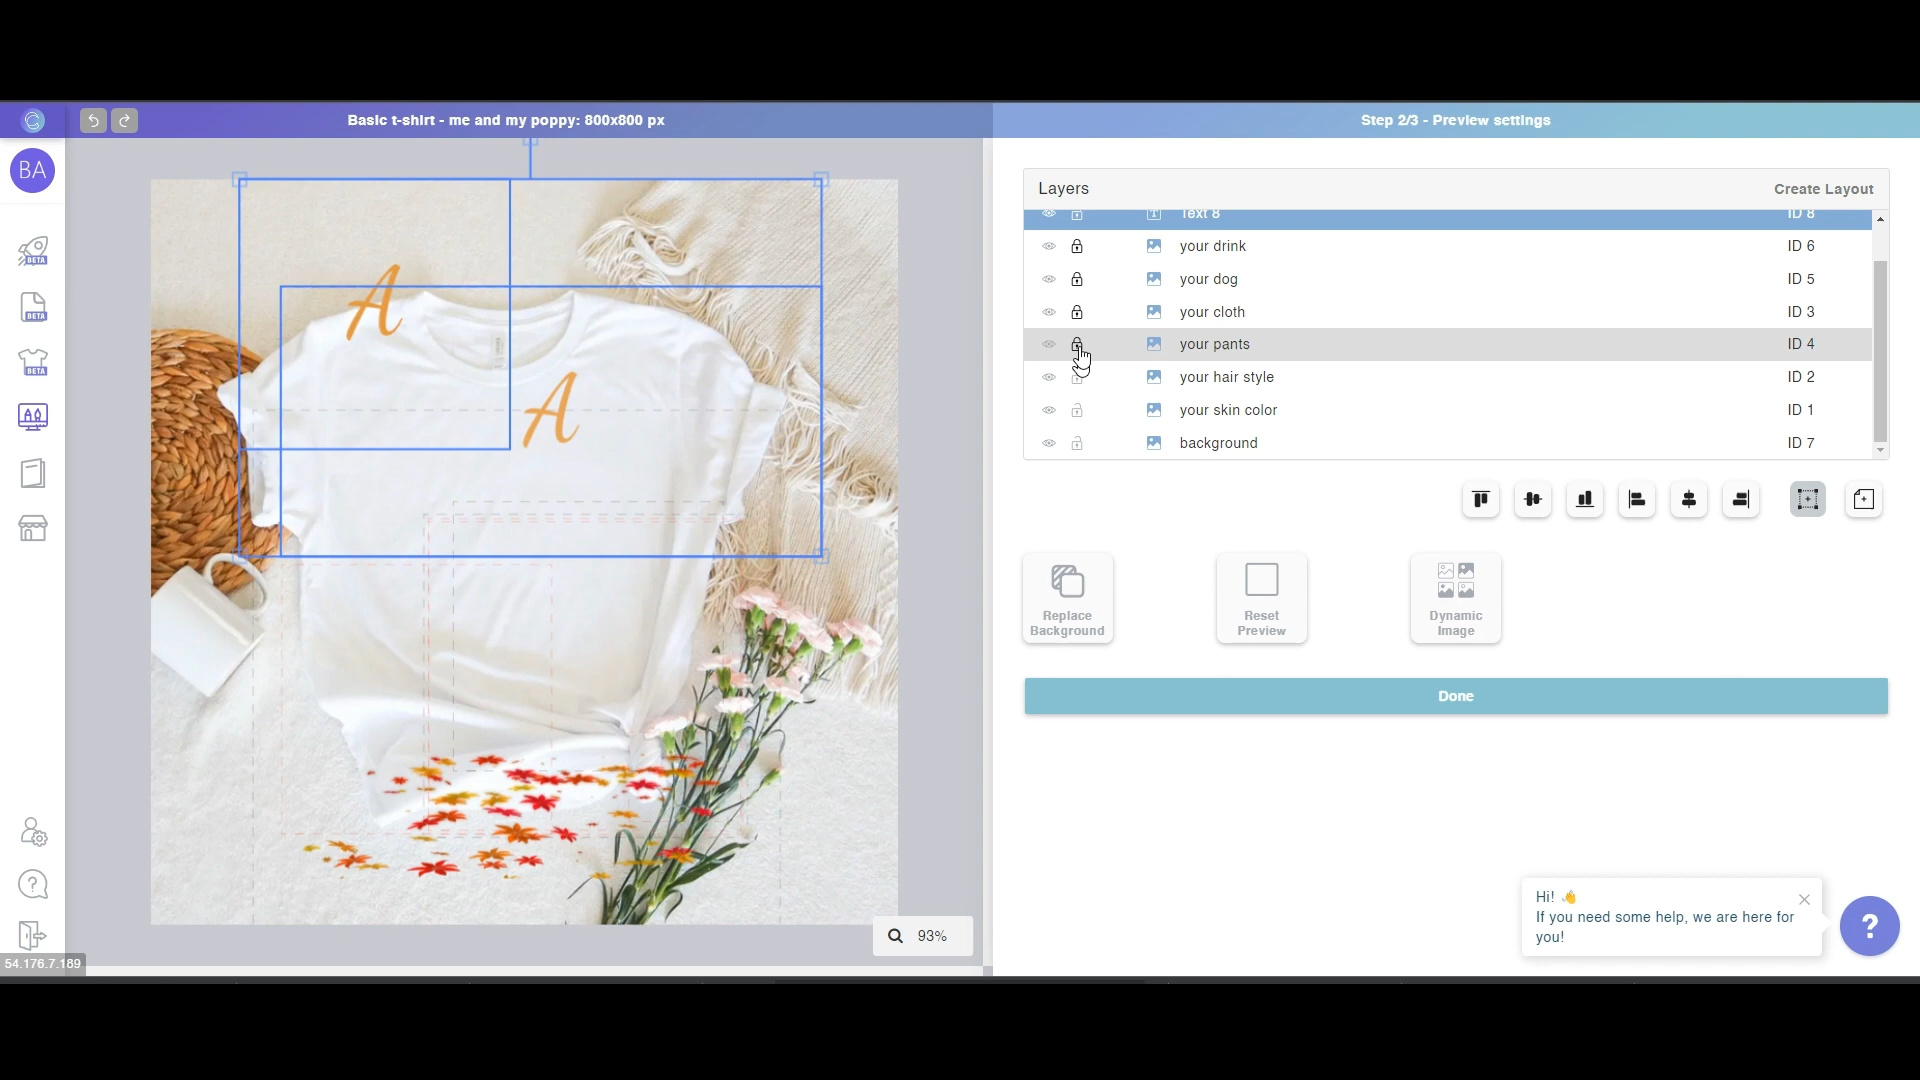 Basic t-shirt - me and my poppy: 800x800 px
Step 2/3 - Preview settings
BA
Layers
Create Layout
Text 8
ID 8
your drink
ID 6
your dog
ID 5
your cloth
ID 3
your pants
ID 4
your hair style
ID 2
your skin color
ID 1
background
ID 7
BETA
BETA
BETA
A
A
Replace
Background
Reset
Preview
Dynamic
Image
Done
93%
Hi! 👋
If you need some help, we are here for
you!
?
54.176.7.189